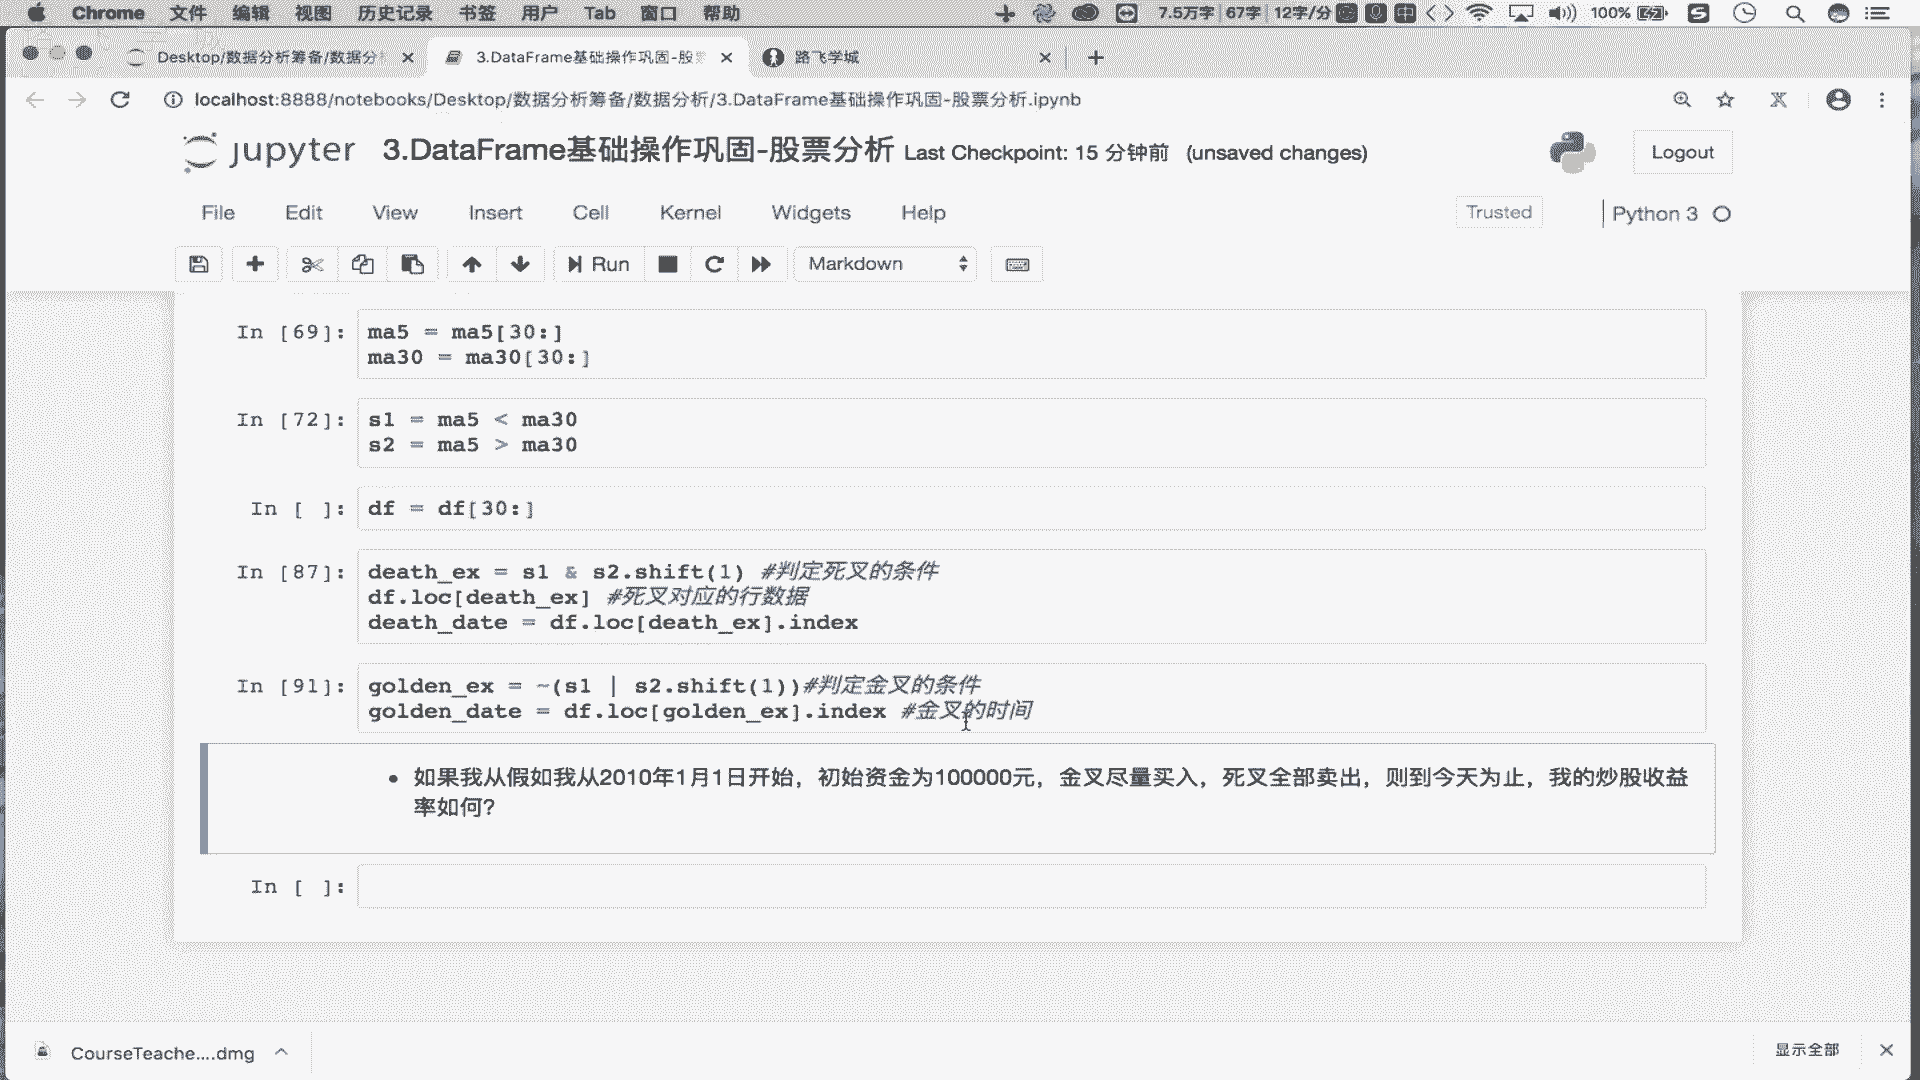 Chrome 文件 编辑 视图 历史记录 书签 用户 Tab 窗口 帮助 7.5万字 67字 12字/分 中 100%
Desktop/数据分析筹备/数据分 3.DataFrame基础操作巩固-股 路飞学城
localhost:8888/notebooks/Desktop/数据分析筹备/数据分析/3.DataFrame基础操作巩固-股票分析.ipynb
jupyter 3.DataFrame基础操作巩固-股票分析 Last Checkpoint: 15 分钟前 (unsaved changes) Logout
File Edit View Insert Cell Kernel Widgets Help Trusted Python 3
Run Markdown
In [69]: ma5 = ma5[30:]
ma30 = ma30[30:]
In [72]: s1 = ma5 < ma30
s2 = ma5 > ma30
In [ ]: df = df[30:]
In [87]: death_ex = s1 & s2.shift(1) #判定死叉的条件
df.loc[death_ex] #死叉对应的行数据
death_date = df.loc[death_ex].index
In [91]: golden_ex = ~(s1 | s2.shift(1))#判定金叉的条件
golden_date = df.loc[golden_ex].index #金叉的时间
• 如果我从假如我从2010年1月1日开始，初始资金为100000元，金叉尽量买入，死叉全部卖出，则到今天为止，我的炒股收益
率如何？
In [ ]:
CourseTeache....dmg 显示全部